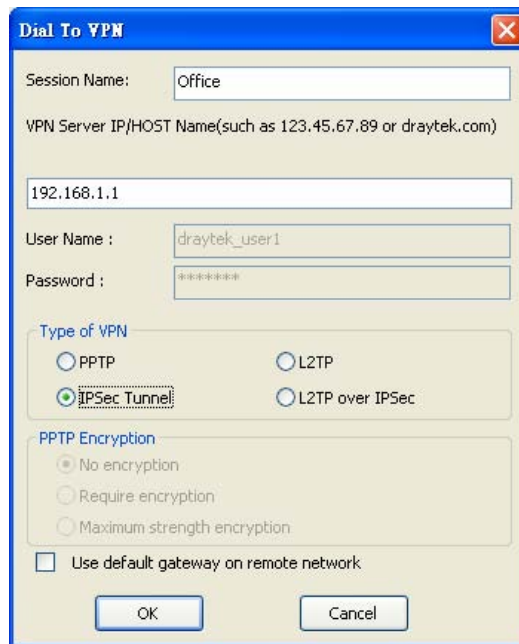 Dial To VPN
Session Name: Office
VPN Server IP/HOST Name(such as 123.45.67.89 or draytek.com)
192.168.1.1
User Name : draytek_user1
Password : *******
Type of VPN
PPTP L2TP
IPSec Tunnel L2TP over IPSec
PPTP Encryption
No encryption
Require encryption
Maximum strength encryption
Use default gateway on remote network
OK Cancel